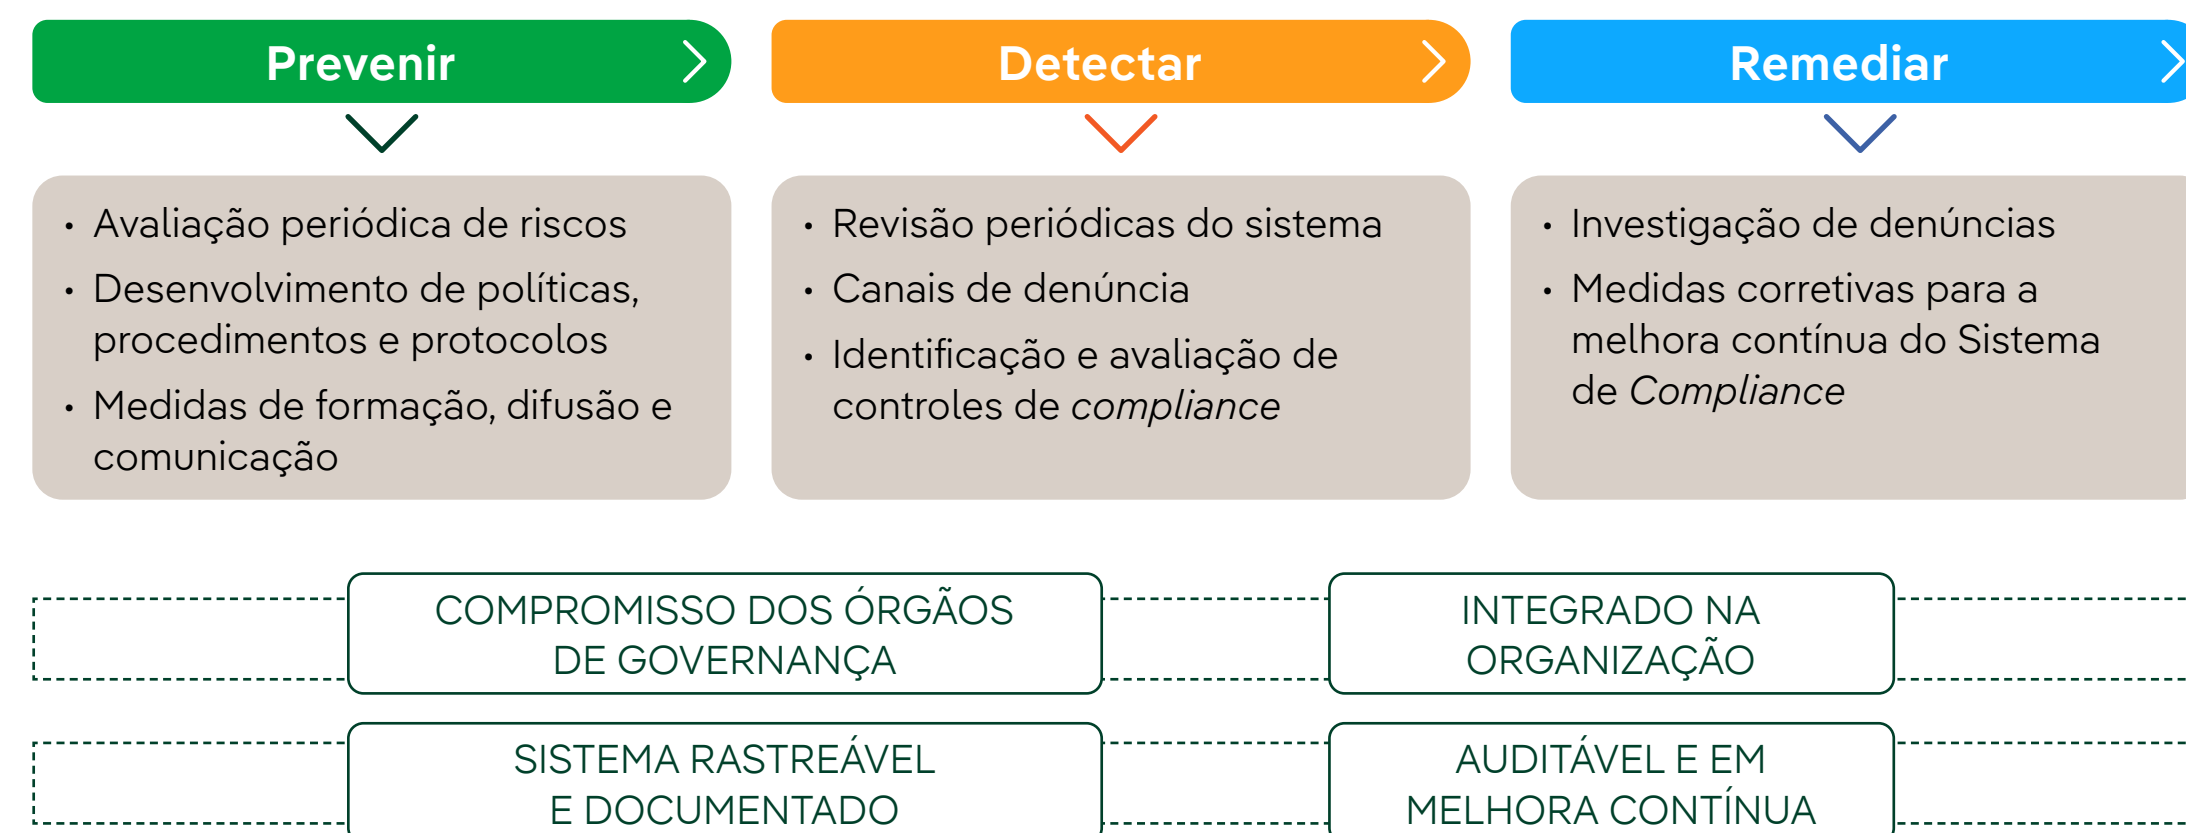 Prevenir
• Avaliação periódica de riscos
• Desenvolvimento de políticas,
procedimentos e protocolos
• Medidas de formação, difusão e
comunicação
Detectar
• Revisão periódicas do sistema
• Canais de denúncia
• Identificação e avaliação de
controles de compliance
Remediar
• Investigação de denúncias
• Medidas corretivas para a
melhora contínua do Sistema
de Compliance
COMPROMISSO DOS ÓRGÃOS
DE GOVERNANÇA
INTEGRADO NA
ORGANIZAÇÃO
SISTEMA RASTREÁVEL
E DOCUMENTADO
AUDITÁVEL E EM
MELHORA CONTÍNUA